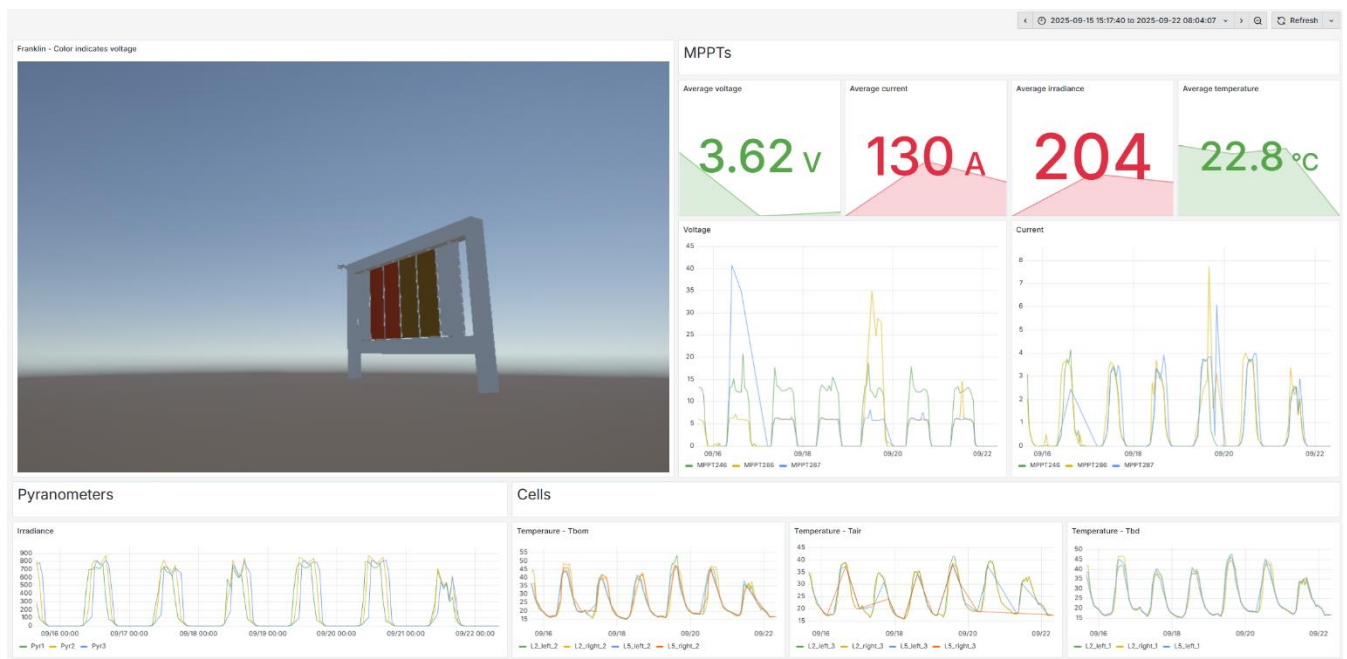 2025-09-15 15:17:40 to 2025-09-22 08:04:07
Refresh
Franklin - Color indicates voltage
MPPTs
Average voltage
Average current
Average irradiance
Average temperature
3.62 V
130 A
204
22.8 °C
Voltage
45
40
35
30
25
20
15
10
5
0
09/16 09/18 09/20 09/22
MPPT246 MPPT286 MPPT287
Current
8
7
6
5
4
3
2
1
0
09/16 09/18 09/20 09/22
MPPT246 MPPT286 MPPT287
Pyranometers
Cells
Irradiance
900
800
700
600
500
400
300
200
100
0
09/16 00:00 09/17 00:00 09/18 00:00 09/19 00:00 09/20 00:00 09/21 00:00 09/22 00:00
Pyr1 Pyr2 Pyr3
Temperaure - Tbom
55
50
45
40
35
30
25
20
15
09/16 09/18 09/20 09/22
L2_left_2 L2_right_2 L5_left_2 L5_right_2
Temperature - Tair
45
40
35
30
25
20
15
09/16 09/18 09/20 09/22
L2_left_3 L2_right_3 L5_left_3 L5_right_3
Temperature - Tbd
50
45
40
35
30
25
20
15
09/16 09/18 09/20 09/22
L2_left_1 L2_right_1 L5_left_1